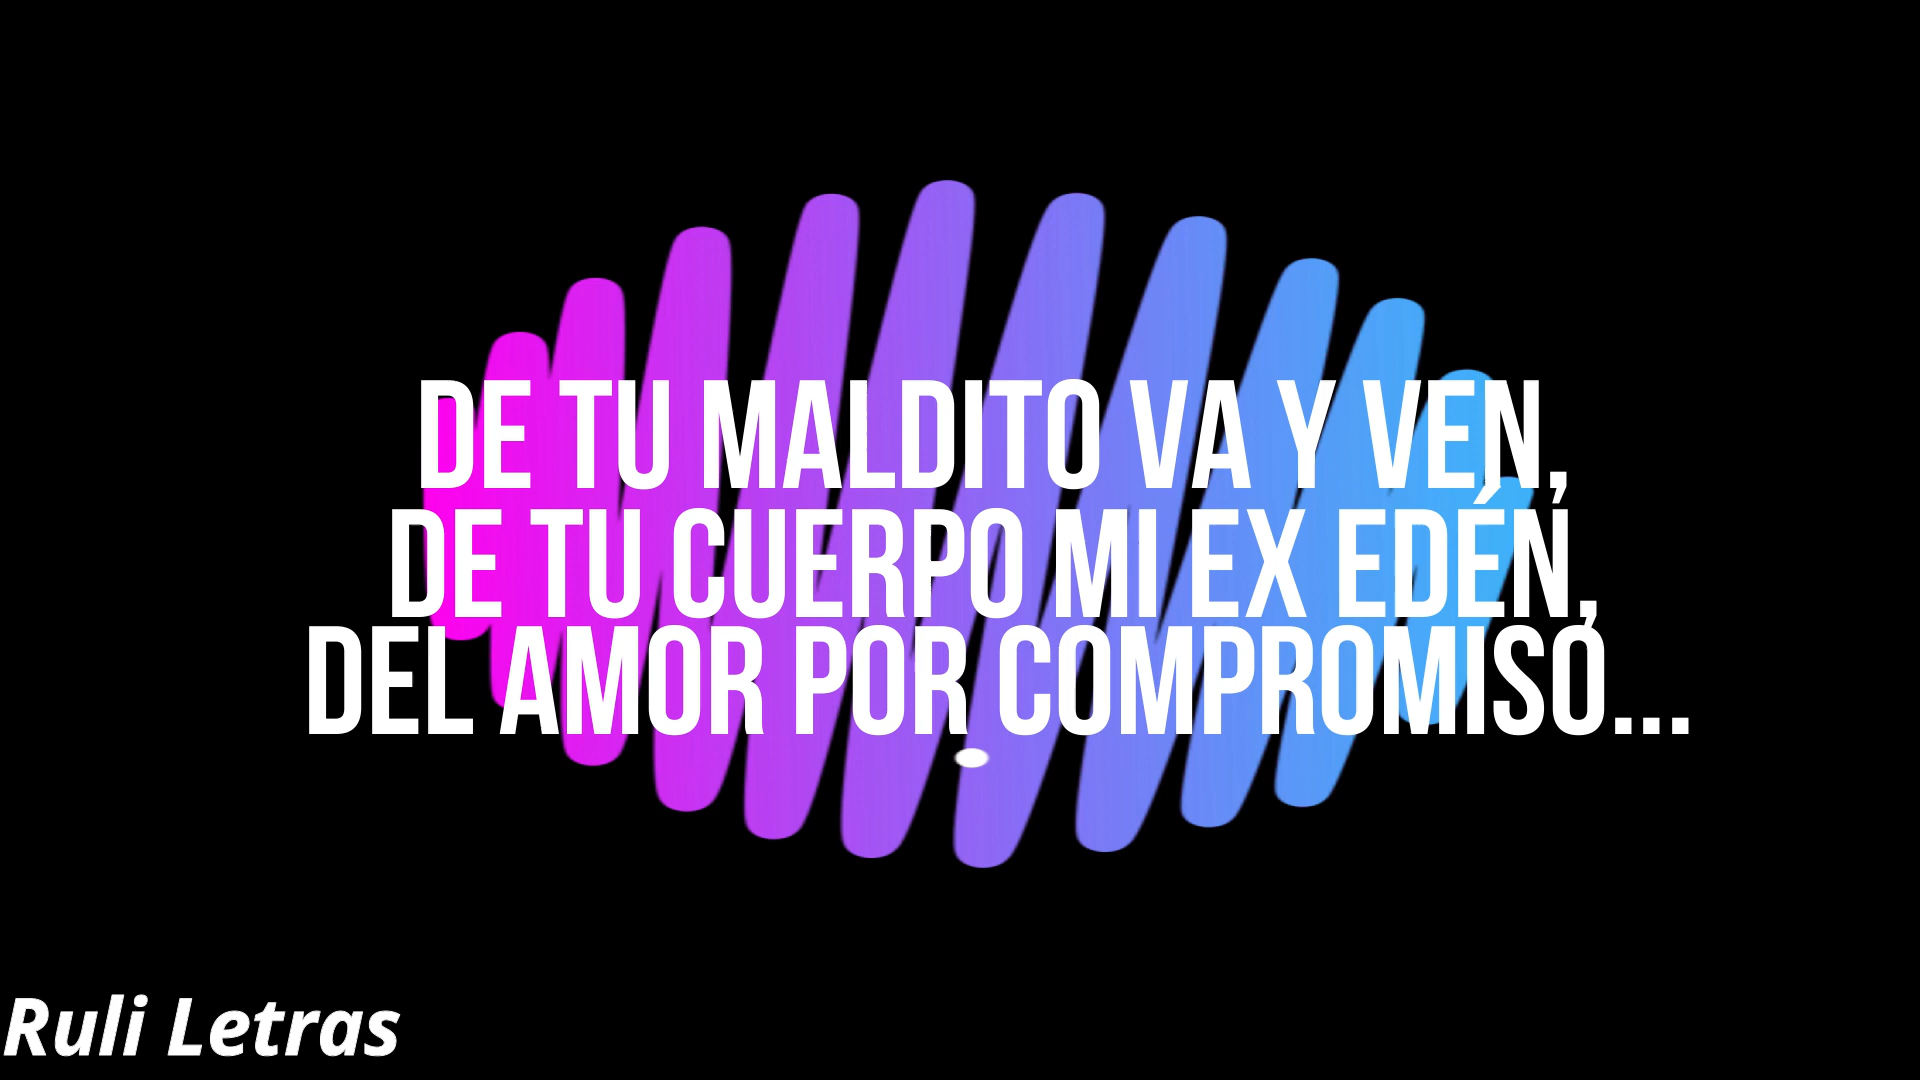 DE TU MALDITO VA Y VEN,
DE TU CUERPO MI EX EDÉN,
DEL AMOR POR COMPROMISO...
Ruli Letras